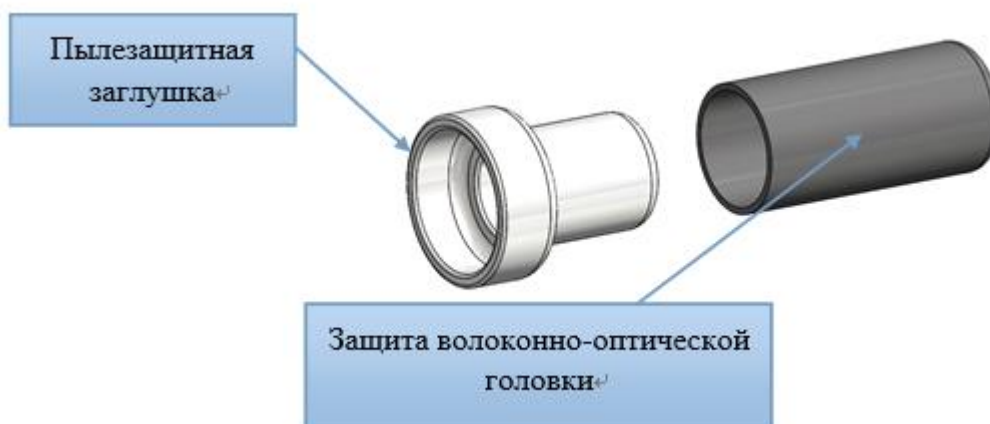 Пылезащитная
заглушка
Защита волоконно-оптической
головки